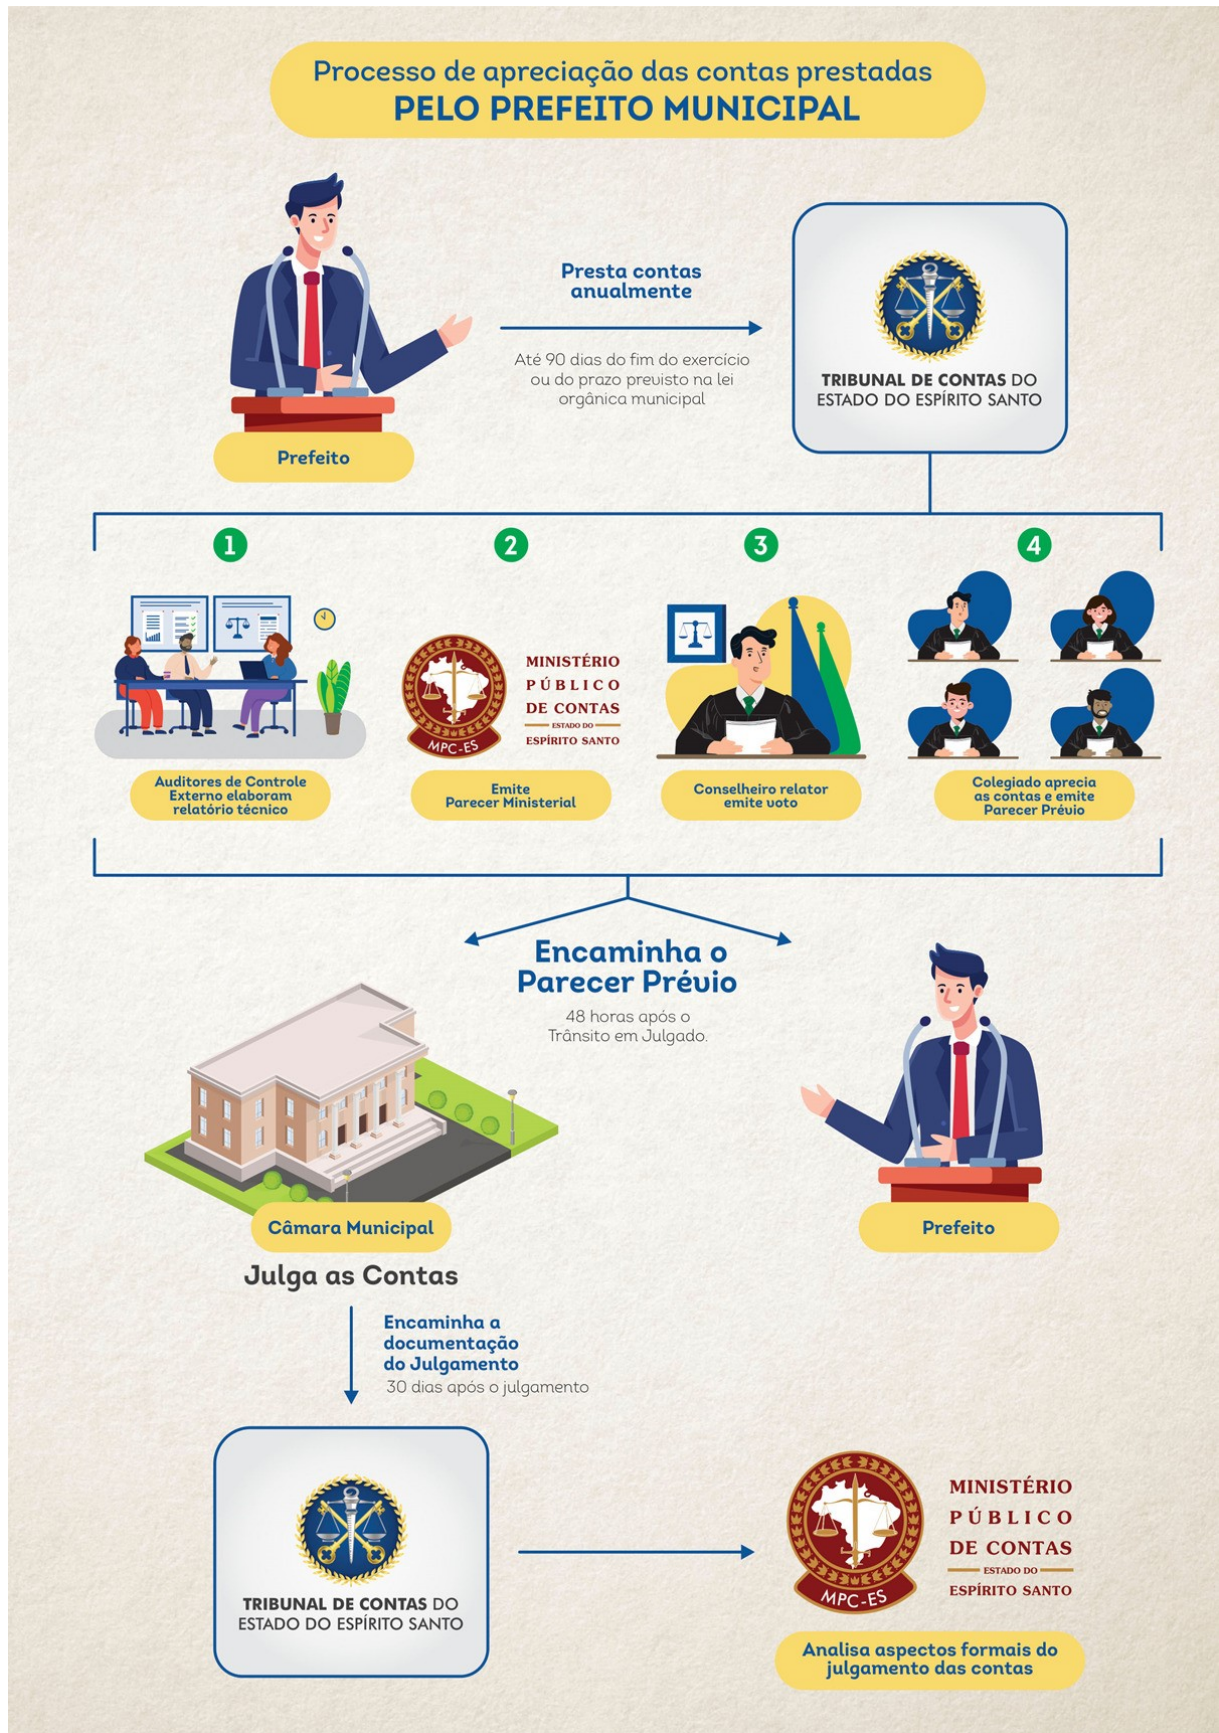 Processo de apreciação das contas prestadas
PELO PREFEITO MUNICIPAL
Presta contas
anualmente
Até 90 dias do fim do exercício
ou do prazo previsto na lei
orgânica municipal
TRIBUNAL DE CONTAS DO
ESTADO DO ESPÍRITO SANTO
Prefeito
1
2
3
4
MINISTÉRIO
PÚBLICO
DE CONTAS
ESTADO DO
ESPÍRITO SANTO
MPC-ES
Auditores de Controle
Externo elaboram
relatório técnico
Emite
Parecer Ministerial
Conselheiro relator
emite voto
Colegiado aprecia
as contas e emite
Parecer Prévio
Encaminha o
Parecer Prévio
48 horas após o
Trânsito em Julgado.
Câmara Municipal
Prefeito
Julga as Contas
Encaminha a
documentação
do Julgamento
30 dias após o julgamento
TRIBUNAL DE CONTAS DO
ESTADO DO ESPÍRITO SANTO
MINISTÉRIO
PÚBLICO
DE CONTAS
ESTADO DO
ESPÍRITO SANTO
MPC-ES
Analisa aspectos formais do
julgamento das contas